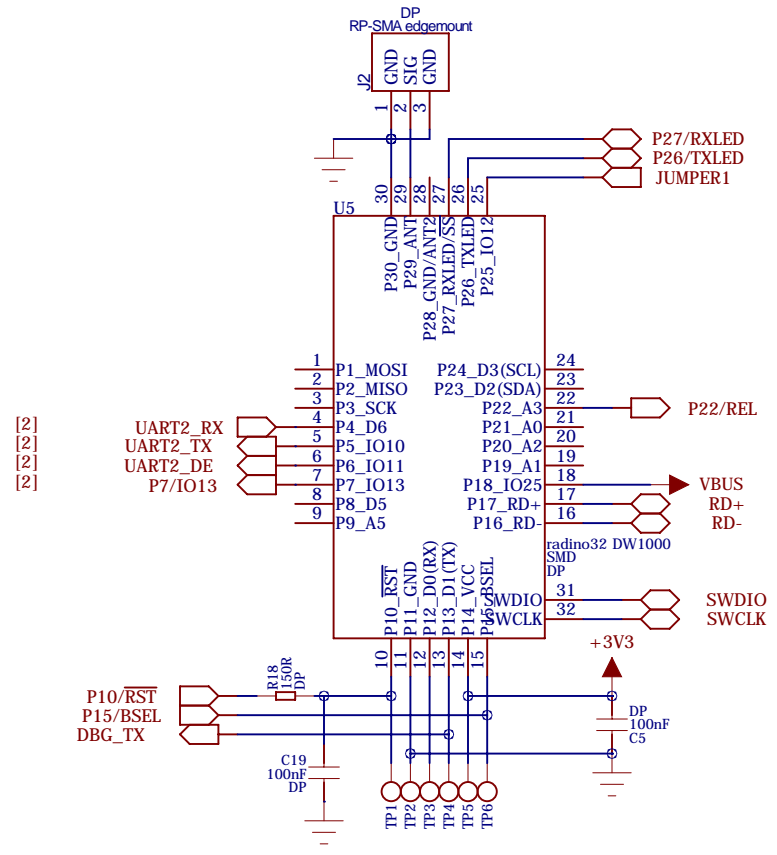 DP
RP-SMA edgemount
J2
GND
SIG
GND
1
2
3
P27/RXLED
P26/TXLED
JUMPER1
30
29
28
27
26
25
U5
P30_GND
P29_ANT
P28_GND/ANT2
P27_RXLED/SS
P26_TXLED
P25_IO12
1 P1_MOSI
2 P2_MISO
3 P3_SCK
[2] UART2_RX 4 P4_D6
[2] UART2_TX 5 P5_IO10
[2] UART2_DE 6 P6_IO11
[2] P7/IO13 7 P7_IO13
8 P8_D5
9 P9_A5
P24_D3(SCL) 24
P23_D2(SDA) 23
P22_A3 22 P22/REL
P21_A0 21
P20_A2 20
P19_A1 19
P18_IO25 18 VBUS
P17_RD+ 17 RD+
P16_RD- 16 RD-
radino32 DW1000
SMD
DP
SWDIO 31 SWDIO
SWCLK 32 SWCLK
P10_RST
P11_GND
P12_D0(RX)
P13_D1(TX)
P14_VCC
P15_BSEL
10
11
12
13
14
15
+3V3
R18
150R
DP
P10/RST
P15/BSEL
DBG_TX
DP
100nF
C5
C19
100nF
DP
TP1
TP2
TP3
TP4
TP5
TP6